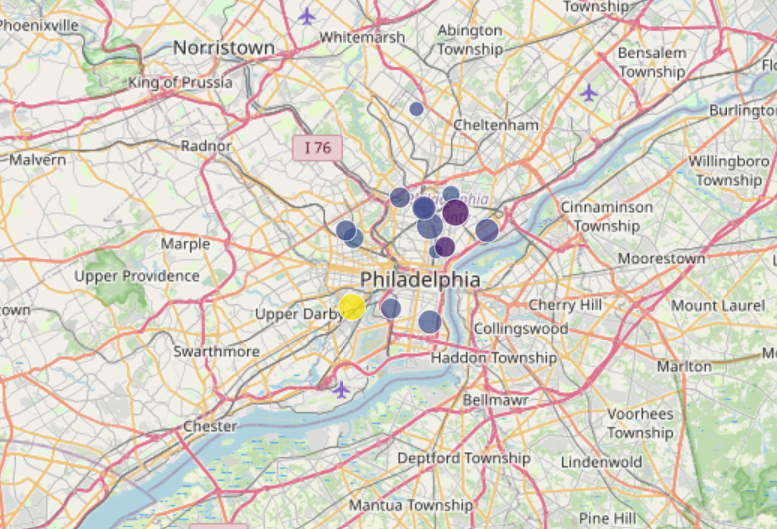 Township
Phoenixville
Whitemarsh
Abington
Township
Norristown
Bensalem
Township
King of Prussia
Burlington
Cheltenham
Radnor
I 76
Malvern
Willingboro
Township
Cinnaminson
Township
Marple
Moorestown
Upper Providence
Philadelphia
Cherry Hill
Mount Laurel
Upper Darby
Collingswood
Swarthmore
Haddon Township
Marlton
Bellmawr
Chester
Voorhees
Township
Deptford Township
Lindenwold
Mantua Township
Pine Hill